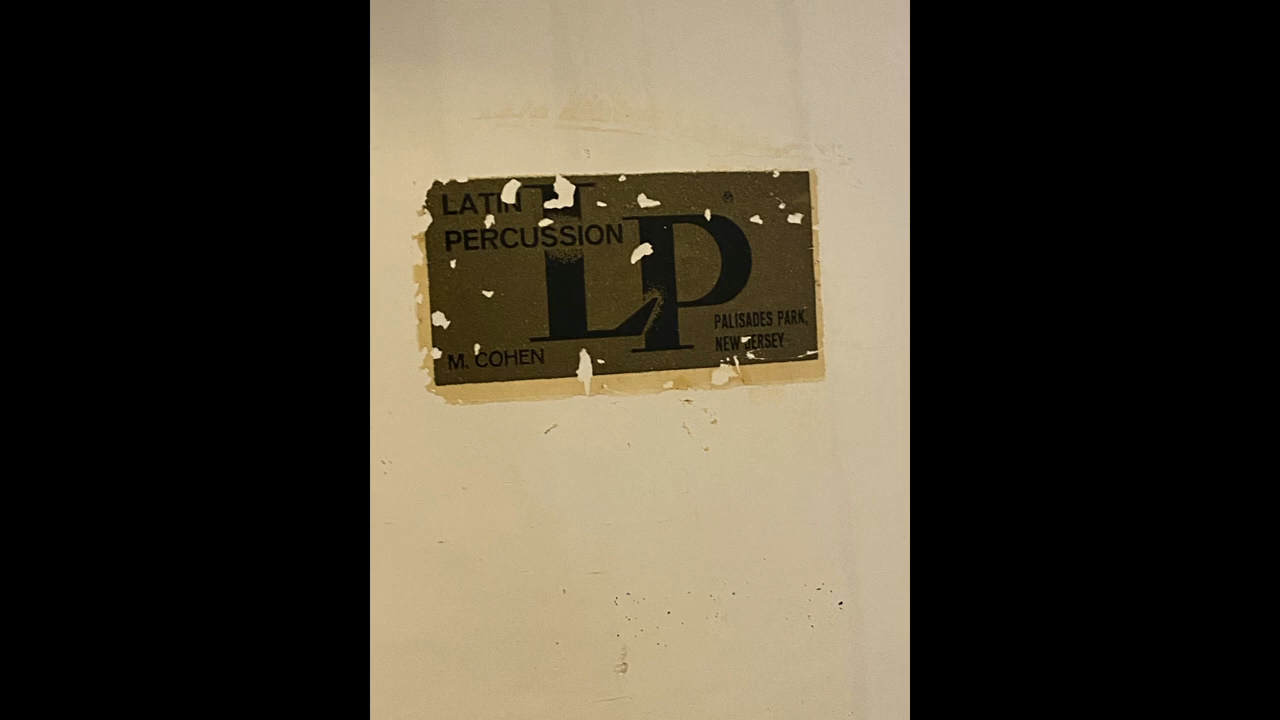 LATIN
PERCUSSION
LP®
PALISADES PARK,
NEW JERSEY
M. COHEN